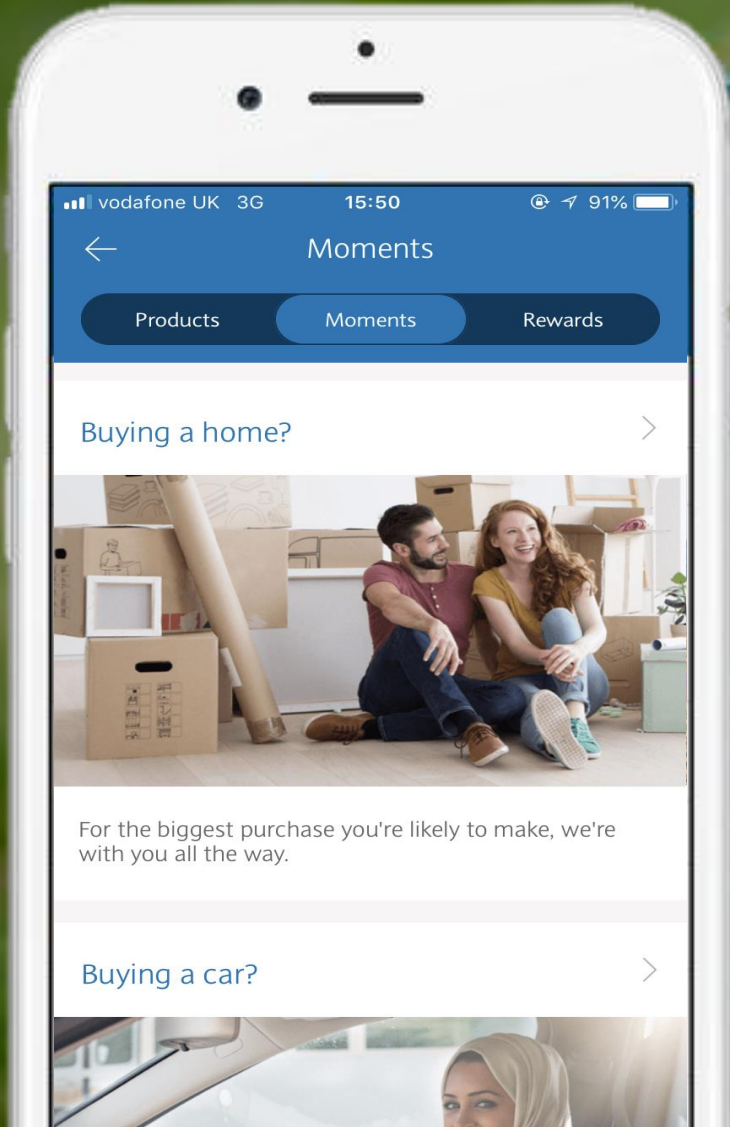 vodafone UK 3G 15:50 91%
Moments
Products Moments Rewards
Buying a home?
For the biggest purchase you're likely to make, we're
with you all the way.
Buying a car?